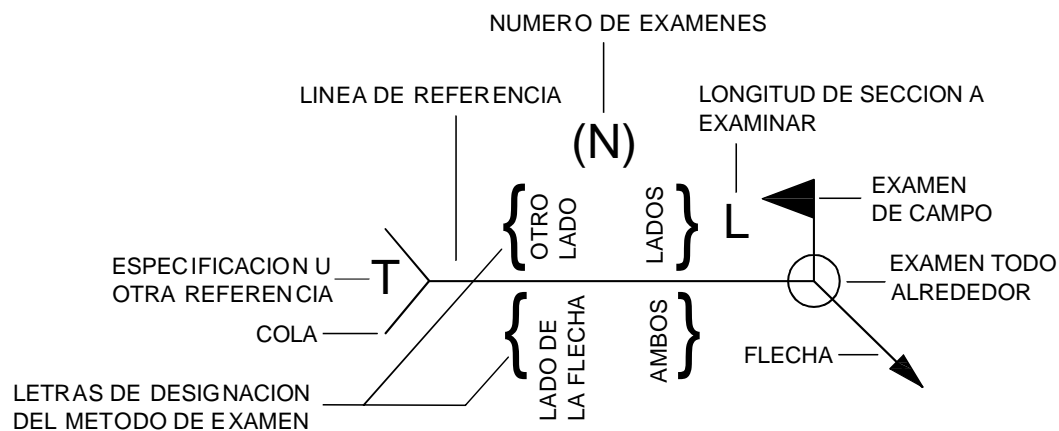 NUMERO DE EXAMENES
LINEA DE REFERENCIA
LONGITUD DE SECCION A
EXAMINAR
(N)
EXAMEN
DE CAMPO
OTRO
LADO
LADOS
L
ESPECIFICACION U
OTRA REFERENCIA
T
EXAMEN TODO
ALREDEDOR
COLA
LADO DE
LA FLECHA
AMBOS
FLECHA
LETRAS DE DESIGNACION
DEL METODO DE EXAMEN